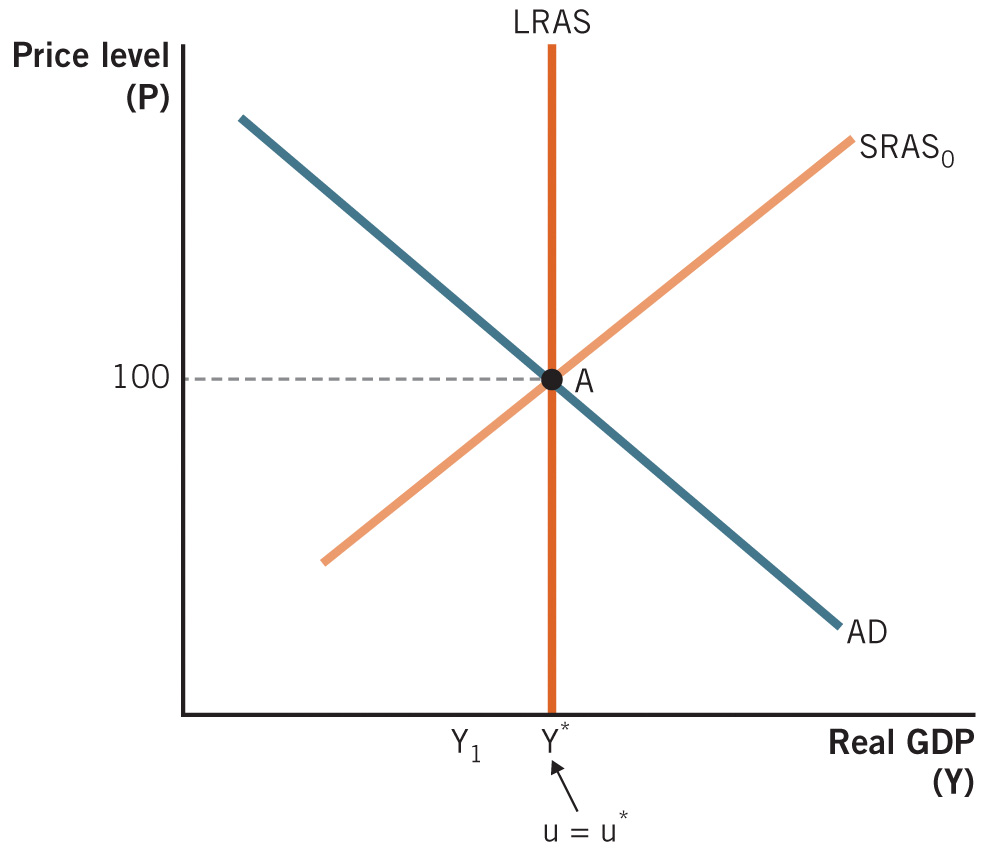 LRAS
Price level
(P)
SRAS₀
100
A
AD
Y₁
Y*
Real GDP
(Y)
u = u*